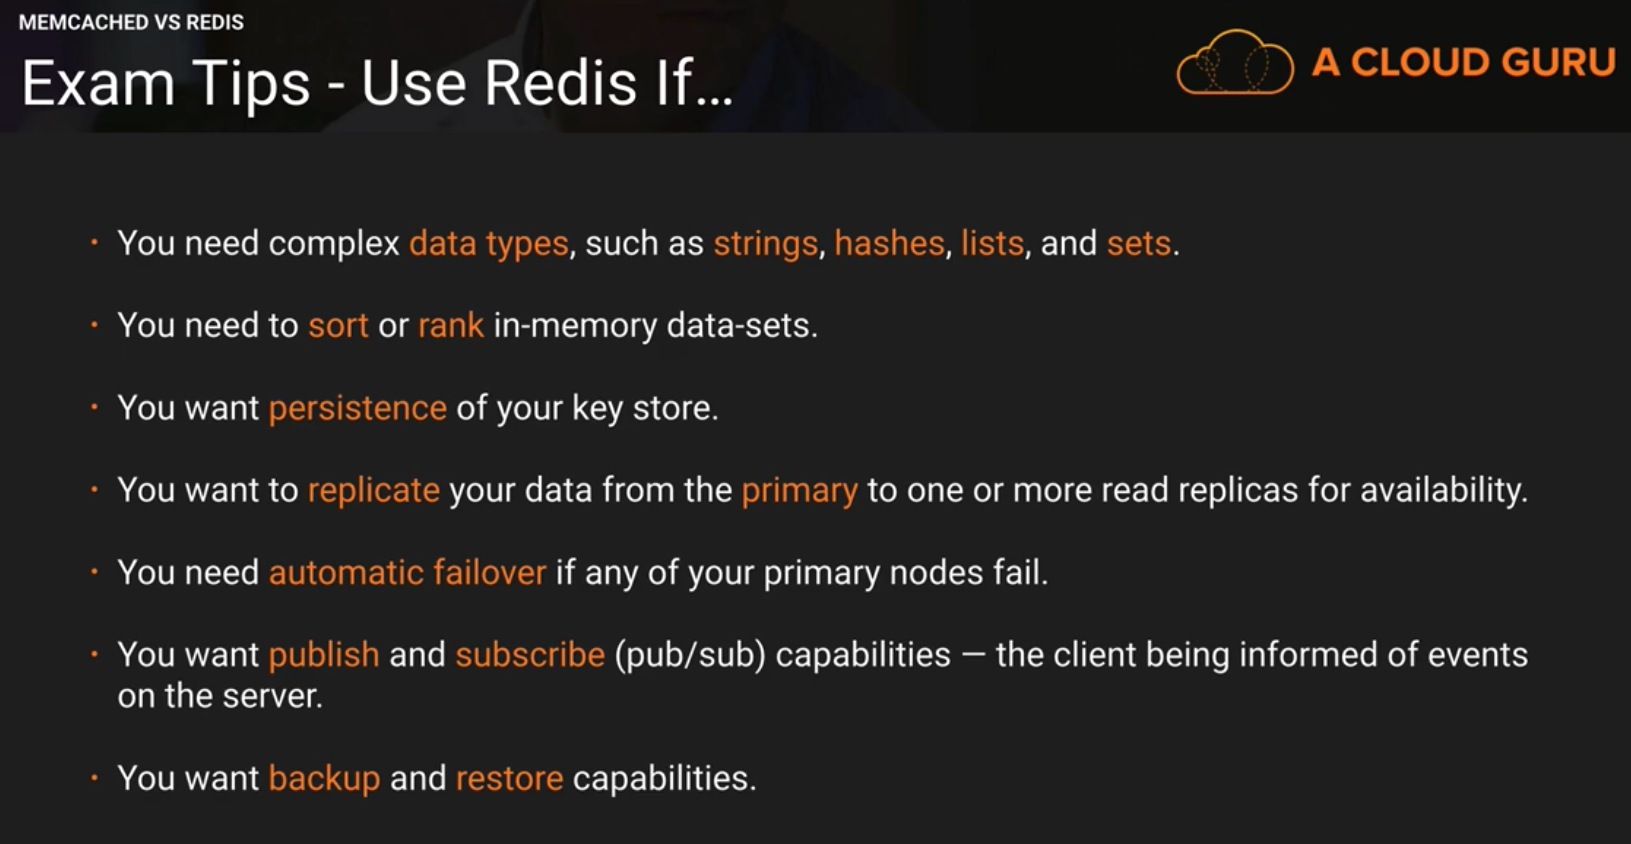 MEMCACHED VS REDIS
Exam Tips - Use Redis If...
A CLOUD GURU
· You need complex data types, such as strings, hashes, lists, and sets.
· You need to sort or rank in-memory data-sets.
· You want persistence of your key store.
· You want to replicate your data from the primary to one or more read replicas for availability.
· You need automatic failover if any of your primary nodes fail.
· You want publish and subscribe (pub/sub) capabilities — the client being informed of events
on the server.
· You want backup and restore capabilities.